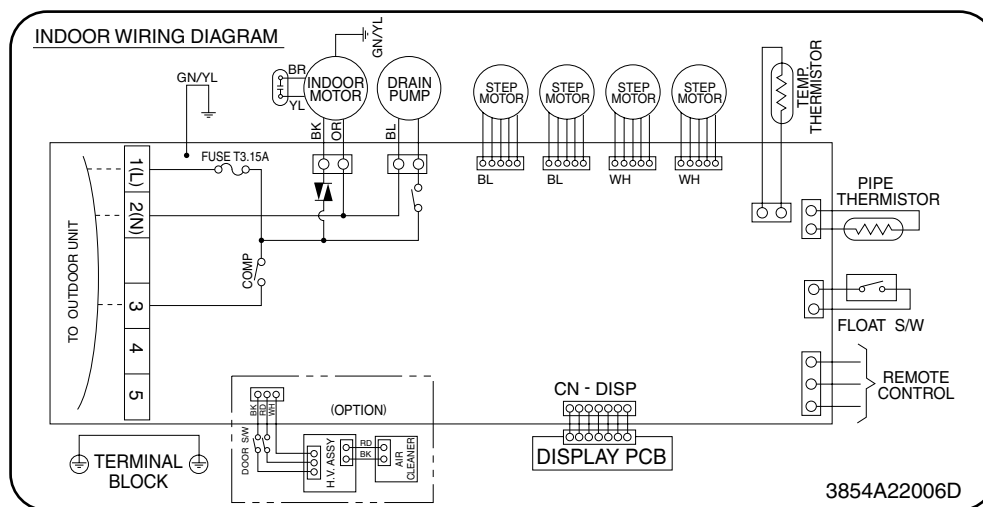 INDOOR WIRING DIAGRAM
GN/YL
GN/YL
BR
YL
INDOOR
MOTOR
DRAIN
PUMP
STEP
MOTOR
STEP
MOTOR
STEP
MOTOR
STEP
MOTOR
TEMP.
THERMISTOR
BK
OR
BL
FUSE T3.15A
BL
BL
WH
WH
1(L)
2(N)
3
4
5
TO OUTDOOR UNIT
COMP
PIPE
THERMISTOR
FLOAT S/W
REMOTE
CONTROL
(OPTION)
BK
RD
WH
DOOR S/W
H.V. ASSY
RD
BK
AIR
CLEANER
CN - DISP
DISPLAY PCB
TERMINAL
BLOCK
3854A22006D